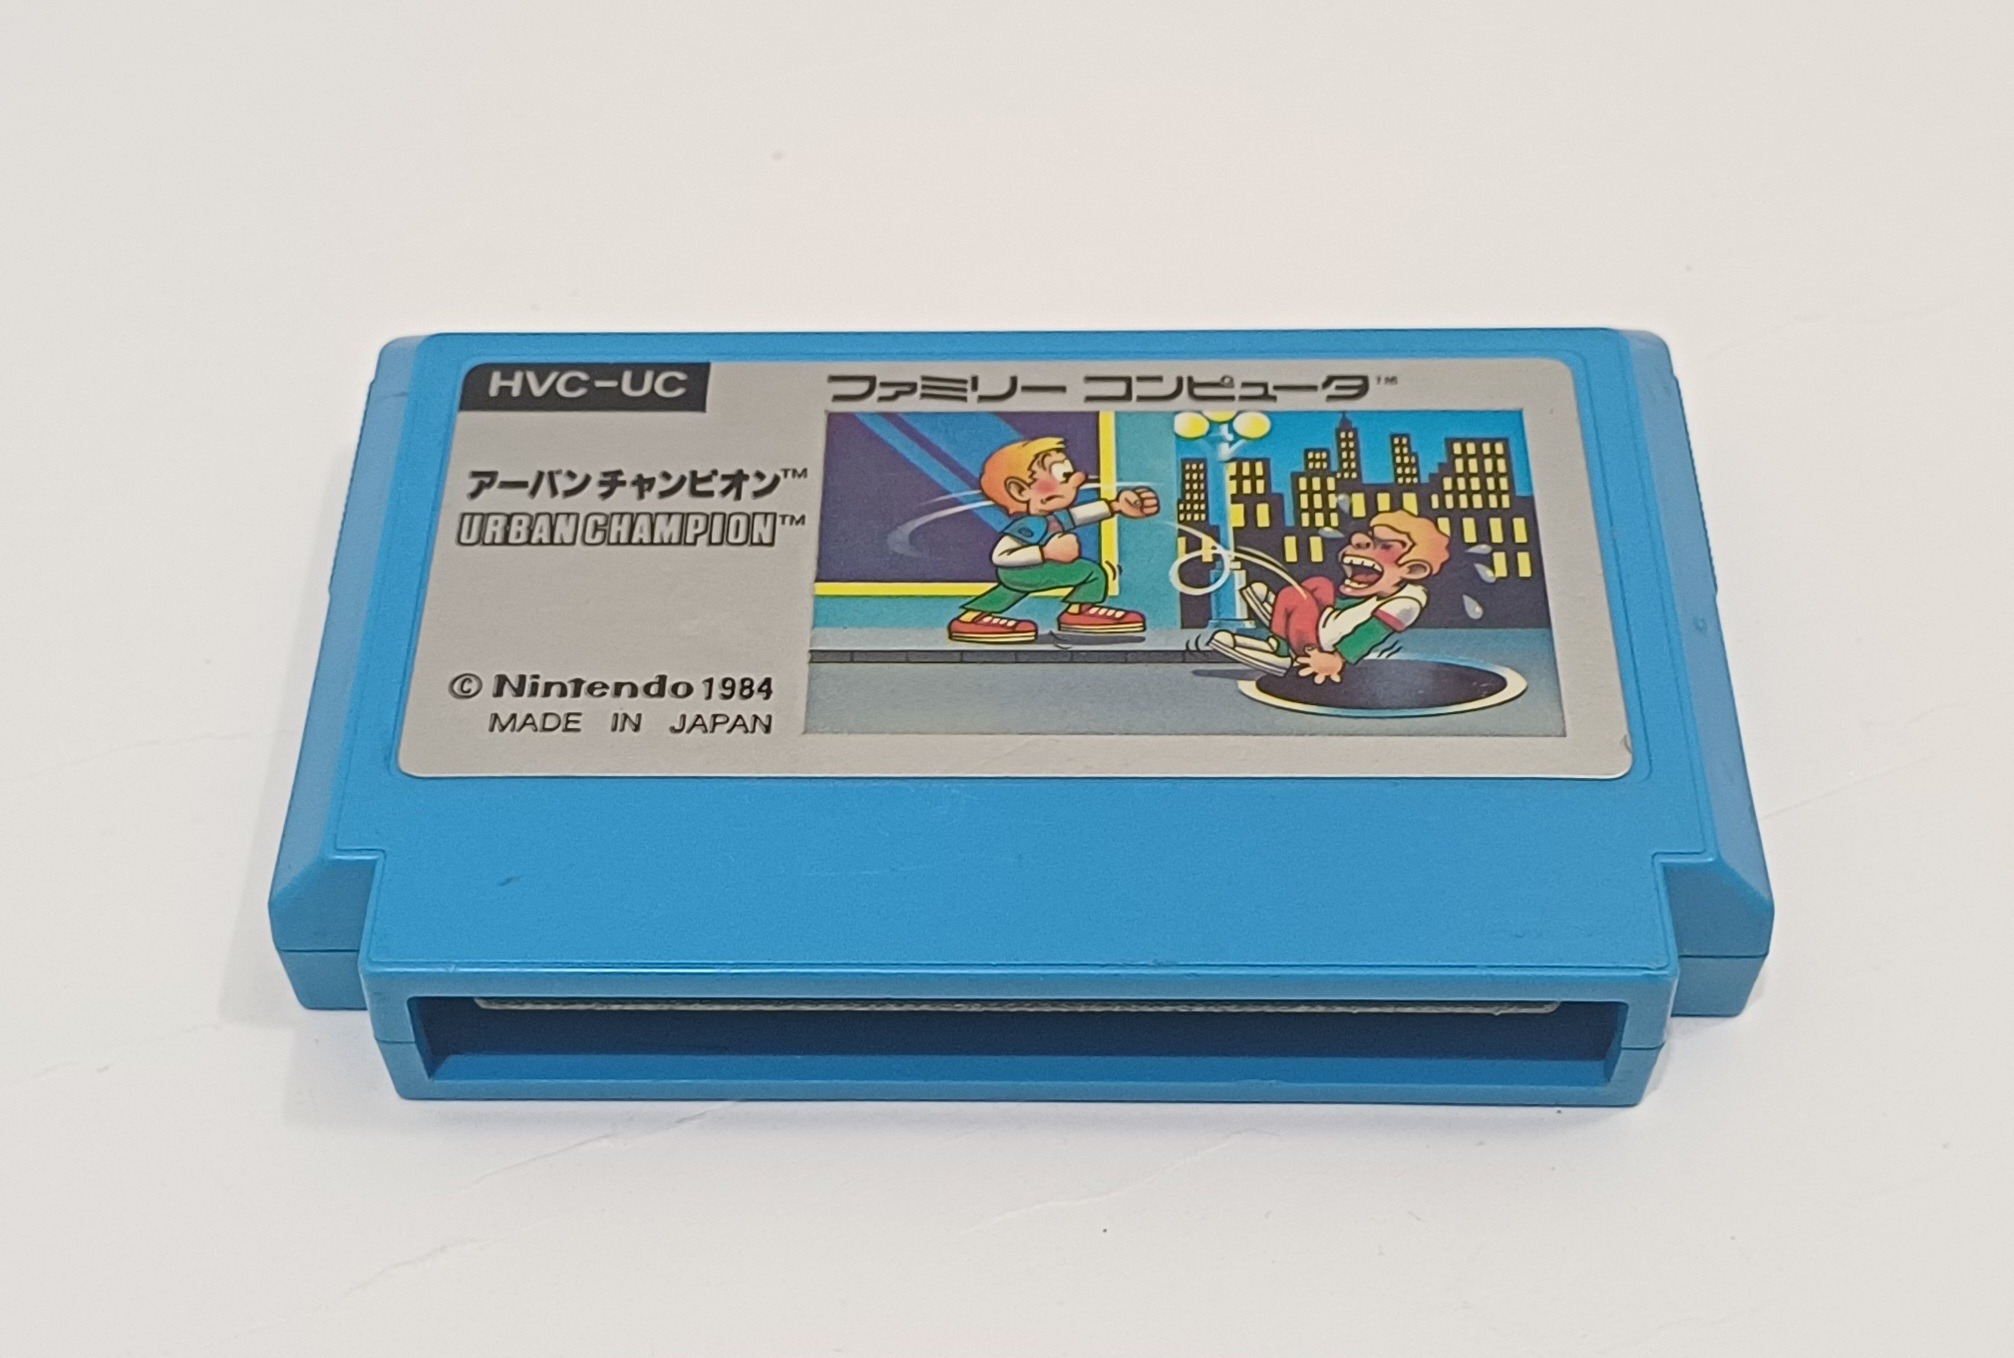 HVC-UC
ファミリー コンピュータ™
アーバンチャンピオン™
URBAN CHAMPION™
© Nintendo 1984
MADE IN JAPAN